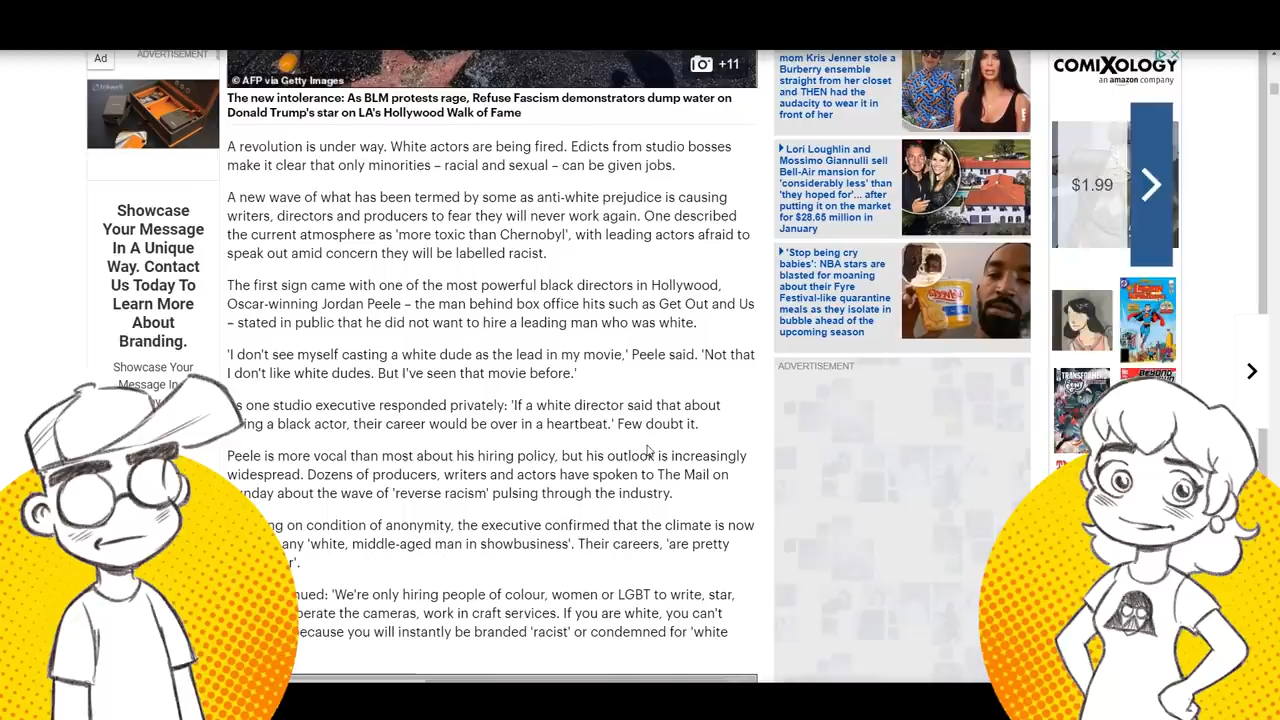 Ad
ADVERTISEMENT
Showcase
Your Message
In A Unique
Way. Contact
Us Today To
Learn More
About
Branding.
Showcase Your
Message In
© AFP via Getty Images
+11
The new intolerance: As BLM protests rage, Refuse Fascism demonstrators dump water on
Donald Trump's star on LA's Hollywood Walk of Fame
A revolution is under way. White actors are being fired. Edicts from studio bosses
make it clear that only minorities – racial and sexual – can be given jobs.
A new wave of what has been termed by some as anti-white prejudice is causing
writers, directors and producers to fear they will never work again. One described
the current atmosphere as 'more toxic than Chernobyl', with leading actors afraid to
speak out amid concern they will be labelled racist.
The first sign came with one of the most powerful black directors in Hollywood,
Oscar-winning Jordan Peele – the man behind box office hits such as Get Out and Us
– stated in public that he did not want to hire a leading man who was white.
'I don't see myself casting a white dude as the lead in my movie,' Peele said. 'Not that
I don't like white dudes. But I've seen that movie before.'
one studio executive responded privately: 'If a white director said that about
a black actor, their career would be over in a heartbeat.' Few doubt it.
Peele is more vocal than most about his hiring policy, but his outlook is increasingly
widespread. Dozens of producers, writers and actors have spoken to The Mail on
about the wave of 'reverse racism' pulsing through the industry.
on condition of anonymity, the executive confirmed that the climate is now
any 'white, middle-aged man in showbusiness'. Their careers, 'are pretty
'We're only hiring people of colour, women or LGBT to write, star,
the cameras, work in craft services. If you are white, you can't
you will instantly be branded 'racist' or condemned for 'white
mom Kris Jenner stole a
Burberry ensemble
straight from her closet
and THEN had the
audacity to wear it in
front of her
Lori Loughlin and
Mossimo Giannulli sell
Bel-Air mansion for
'considerably less' than
'they hoped for'... after
putting it on the market
for $28.65 million in
January
'Stop being cry
babies': NBA stars are
blasted for moaning
about their Fyre
Festival-like quarantine
meals as they isolate in
bubble ahead of the
upcoming season
ADVERTISEMENT
COMIXOLOGY
an amazon company
$1.99
TRANSFORMERS